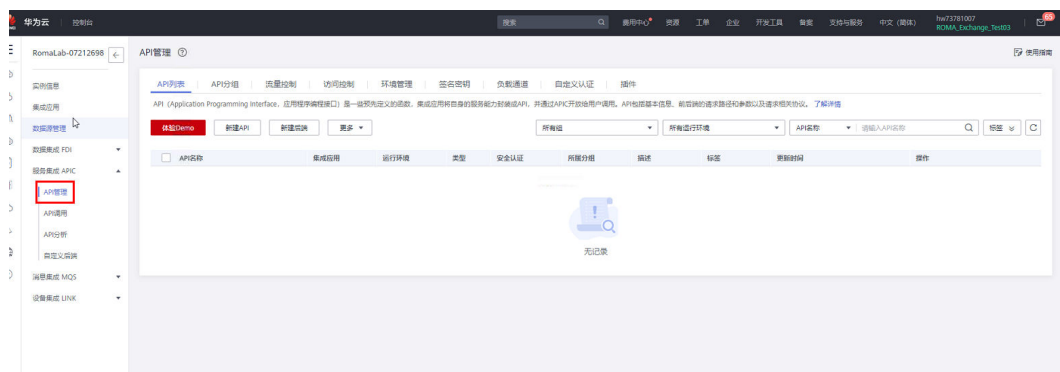 华为云 控制台 搜索 费用中心 资源 工单 企业 开发工具 备案 支持与服务 中文 (简体) hw73781007
ROMA_Exchange_Test03 65
RomaLab-07212698 API管理 使用指南
实例信息
集成应用
数据源管理
数据集成 FDI
服务集成 APIC
API管理
API调用
API分析
自定义后端
消息集成 MQS
设备集成 LINK
API列表 API分组 流量控制 访问控制 环境管理 签名密钥 负载通道 自定义认证 插件
API (Application Programming Interface, 应用程序编程接口) 是一些预先定义的函数, 集成应用将自身的服务能力封装成API, 并通过APIC开放给用户调用。API包括基本信息、前后端的请求路径和参数以及请求相关协议。 了解详情
体验Demo 新建API 新建后端 更多 所有组 所有运行环境 API名称 请输入API名称 标签
API名称 集成应用 运行环境 类型 安全认证 所属分组 描述 标签 更新时间 操作
无记录